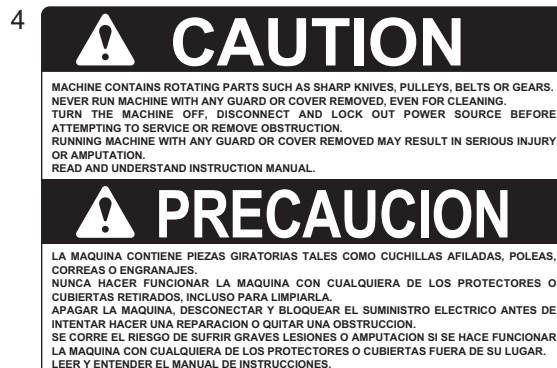 4
CAUTION
MACHINE CONTAINS ROTATING PARTS SUCH AS SHARP KNIVES, PULLEYS, BELTS OR GEARS.
NEVER RUN MACHINE WITH ANY GUARD OR COVER REMOVED, EVEN FOR CLEANING.
TURN THE MACHINE OFF, DISCONNECT AND LOCK OUT POWER SOURCE BEFORE
ATTEMPTING TO SERVICE OR REMOVE OBSTRUCTION.
RUNNING MACHINE WITH ANY GUARD OR COVER REMOVED MAY RESULT IN SERIOUS INJURY
OR AMPUTATION.
READ AND UNDERSTAND INSTRUCTION MANUAL.
PRECAUCION
LA MAQUINA CONTIENE PIEZAS GIRATORIAS TALES COMO CUCHILLAS AFILADAS, POLEAS,
CORREAS O ENGRANAJES.
NUNCA HACER FUNCIONAR LA MAQUINA CON CUALQUIERA DE LOS PROTECTORES O
CUBIERTAS RETIRADOS, INCLUSO PARA LIMPIARLA.
APAGAR LA MAQUINA, DESCONECTAR Y BLOQUEAR EL SUMINISTRO ELECTRICO ANTES DE
INTENTAR HACER UNA REPARACION O QUITAR UNA OBSTRUCCION.
SE CORRE EL RIESGO DE SUFRIR GRAVES LESIONES O AMPUTACION SI SE HACE FUNCIONAR
LA MAQUINA CON CUALQUIERA DE LOS PROTECTORES O CUBIERTAS FUERA DE SU LUGAR.
LEER Y ENTENDER EL MANUAL DE INSTRUCCIONES.